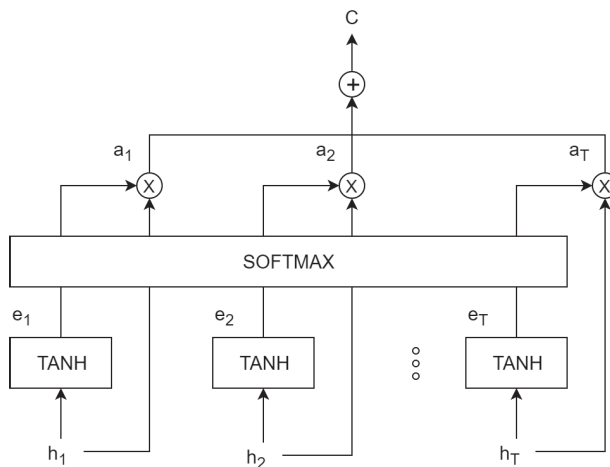 C
+
a1 a2 aT
X X X
SOFTMAX
e1 e2 eT
TANH TANH TANH
h1 h2 hT